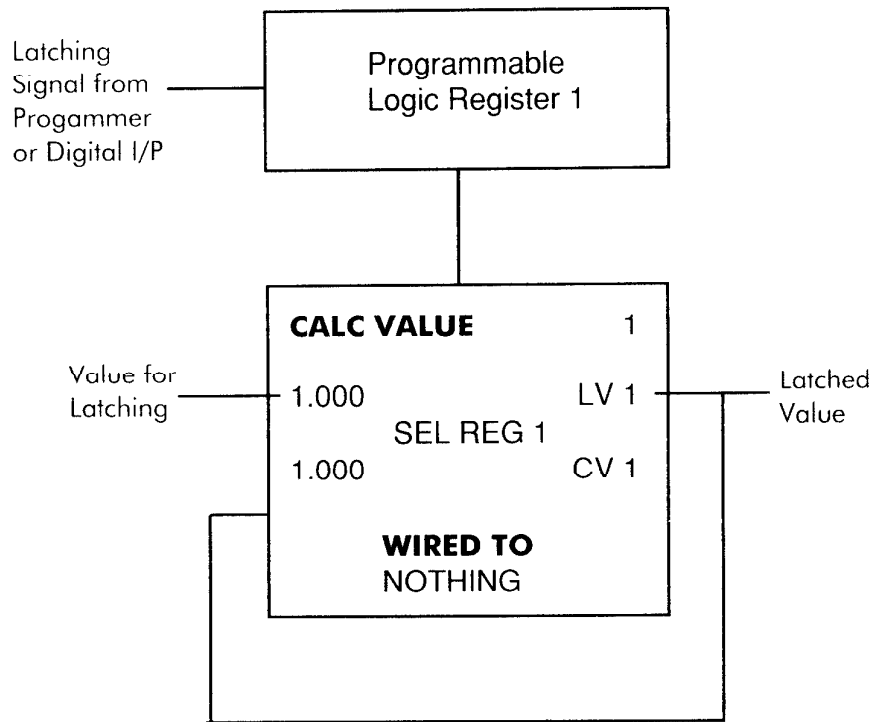 Latching
Signal from
Progammer
or Digital I/P
Programmable
Logic Register 1
CALC VALUE 1
Value for
Latching
1.000 LV 1
SEL REG 1
1.000 CV 1
WIRED TO
NOTHING
Latched
Value